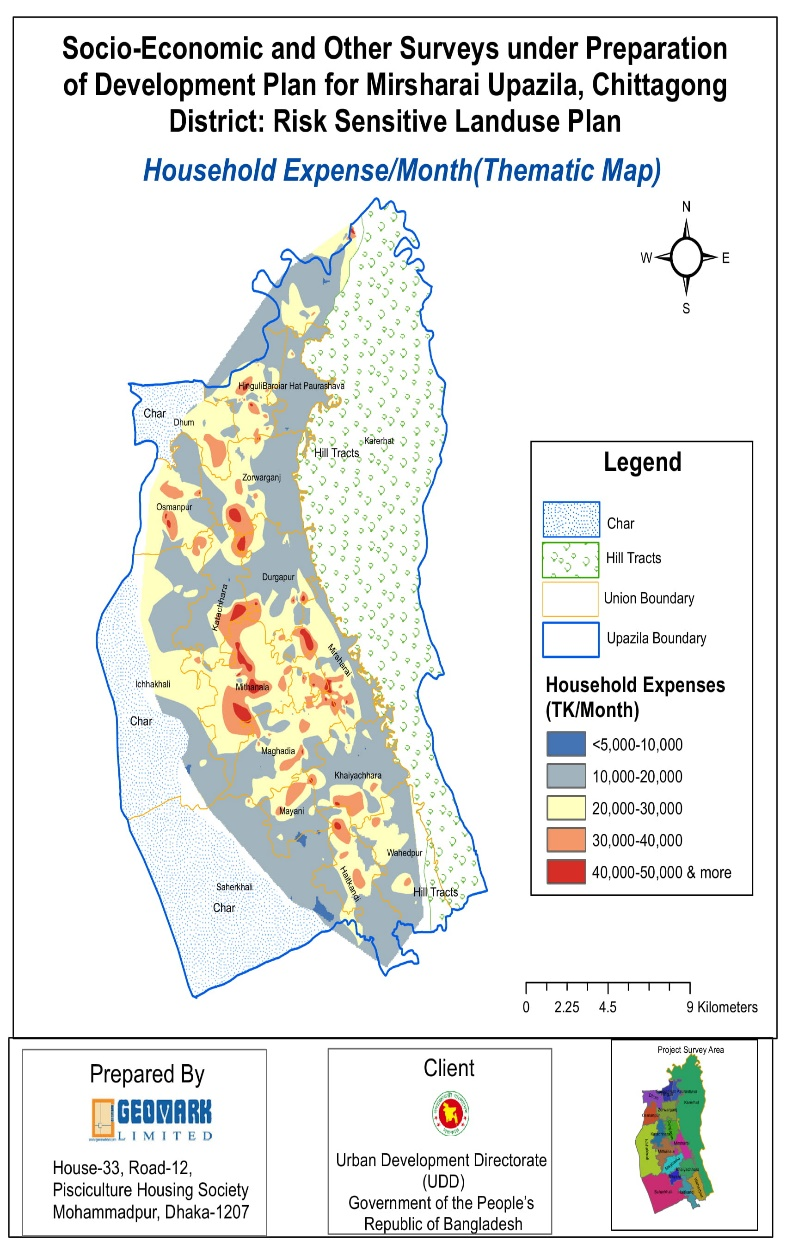 Socio-Economic and Other Surveys under Preparation
of Development Plan for Mirsharai Upazila, Chittagong
District: Risk Sensitive Landuse Plan
Household Expense/Month(Thematic Map)
N
W
E
S
Hinguli
Baroiar Hat Paurashava
Char
Dhum
Karerhat
Hill Tracts
Zorwarganj
Osmanpur
Durgapur
Katachhara
Mirsharai
Ichhakhali
Mithanala
Char
Maghadia
Khaiyachhara
Mayani
Wahedpur
Haitkandi
Saherkhali
Hill Tracts
Char
Legend
Char
Hill Tracts
Union Boundary
Upazila Boundary
Household Expenses
(TK/Month)
<5,000-10,000
10,000-20,000
20,000-30,000
30,000-40,000
40,000-50,000 & more
0 2.25 4.5 9 Kilometers
Prepared By
GEOMARK
LIMITED
House-33, Road-12,
Pisciculture Housing Society
Mohammadpur, Dhaka-1207
Client
Urban Development Directorate
(UDD)
Government of the People's
Republic of Bangladesh
Project Survey Area